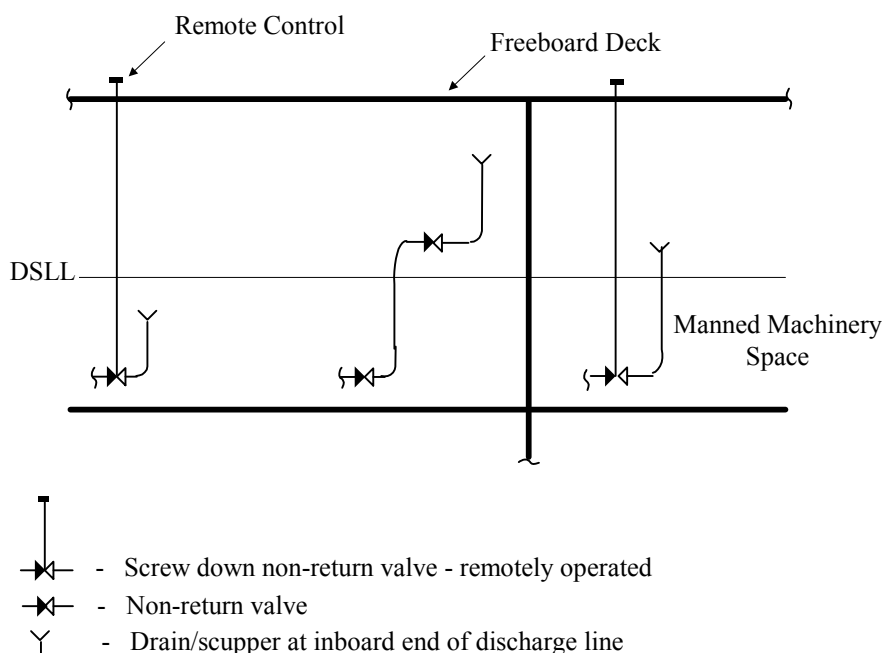 Remote Control
Freeboard Deck
DSLL
Manned Machinery
Space
- Screw down non-return valve - remotely operated
- Non-return valve
- Drain/scupper at inboard end of discharge line